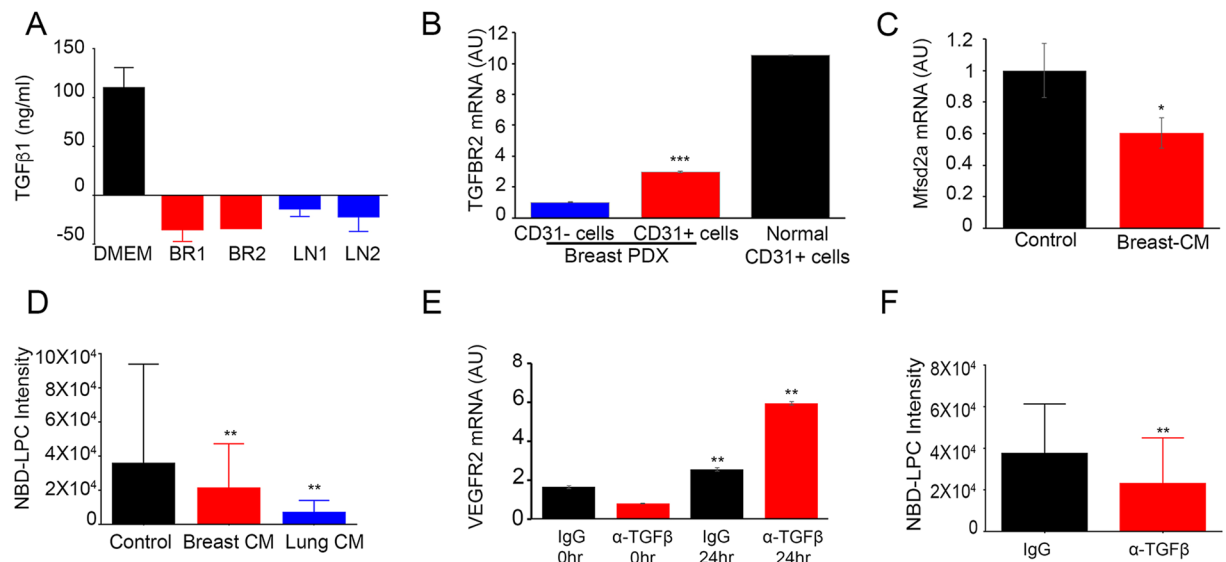 A
TGFβ1 (ng/ml)
150
100
50
0
-50
DMEM BR1 BR2 LN1 LN2
B
TGFBR2 mRNA (AU)
12
10
8
6
4
2
0
***
CD31- cells CD31+ cells Normal
Breast PDX CD31+ cells
C
Mfsd2a mRNA (AU)
1.2
1
0.8
0.6
0.4
0.2
0
*
Control Breast-CM
D
NBD-LPC Intensity
10X10⁴
8X10⁴
6X10⁴
4X10⁴
2X10⁴
0
**
**
Control Breast CM Lung CM
E
VEGFR2 mRNA (AU)
8
6
4
2
0
**
**
IgG α-TGFβ IgG α-TGFβ
0hr 0hr 24hr 24hr
F
NBD-LPC Intensity
8X10⁴
6X10⁴
4X10⁴
2X10⁴
0
**
IgG α-TGFβ